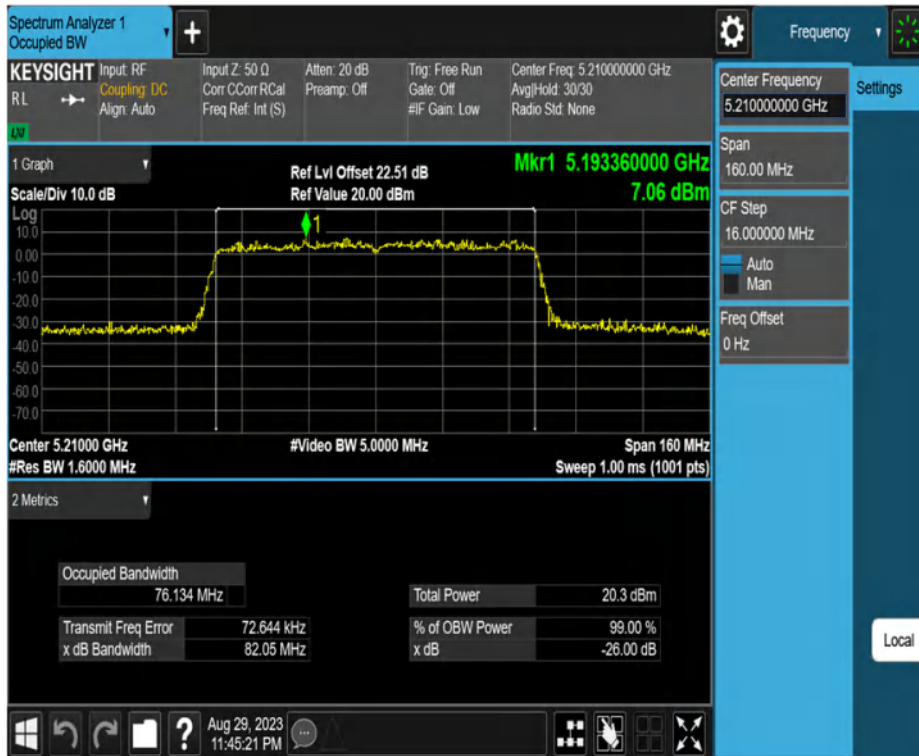 Spectrum Analyzer 1
Occupied BW
+
Frequency
KEYSIGHT
RL
LXI
Input: RF
Coupling: DC
Align: Auto
Input Z: 50 Ω
Corr CCorr RCal
Freq Ref: Int (S)
Atten: 20 dB
Preamp: Off
Trig: Free Run
Gate: Off
#IF Gain: Low
Center Freq: 5.210000000 GHz
Avg|Hold: 30/30
Radio Std: None
Center Frequency
5.210000000 GHz
Settings
Span
160.00 MHz
CF Step
16.000000 MHz
Auto
Man
Freq Offset
0 Hz
1 Graph
Scale/Div 10.0 dB
Ref Lvl Offset 22.51 dB
Ref Value 20.00 dBm
Mkr1 5.193360000 GHz
7.06 dBm
Log
10.0
0.00
-10.0
-20.0
-30.0
-40.0
-50.0
-60.0
-70.0
1
Center 5.21000 GHz
#Video BW 5.0000 MHz
Span 160 MHz
#Res BW 1.6000 MHz
Sweep 1.00 ms (1001 pts)
2 Metrics
Occupied Bandwidth
76.134 MHz
Total Power 20.3 dBm
Transmit Freq Error 72.644 kHz
% of OBW Power 99.00 %
x dB Bandwidth 82.05 MHz
x dB -26.00 dB
Local
?
Aug 29, 2023
11:45:21 PM